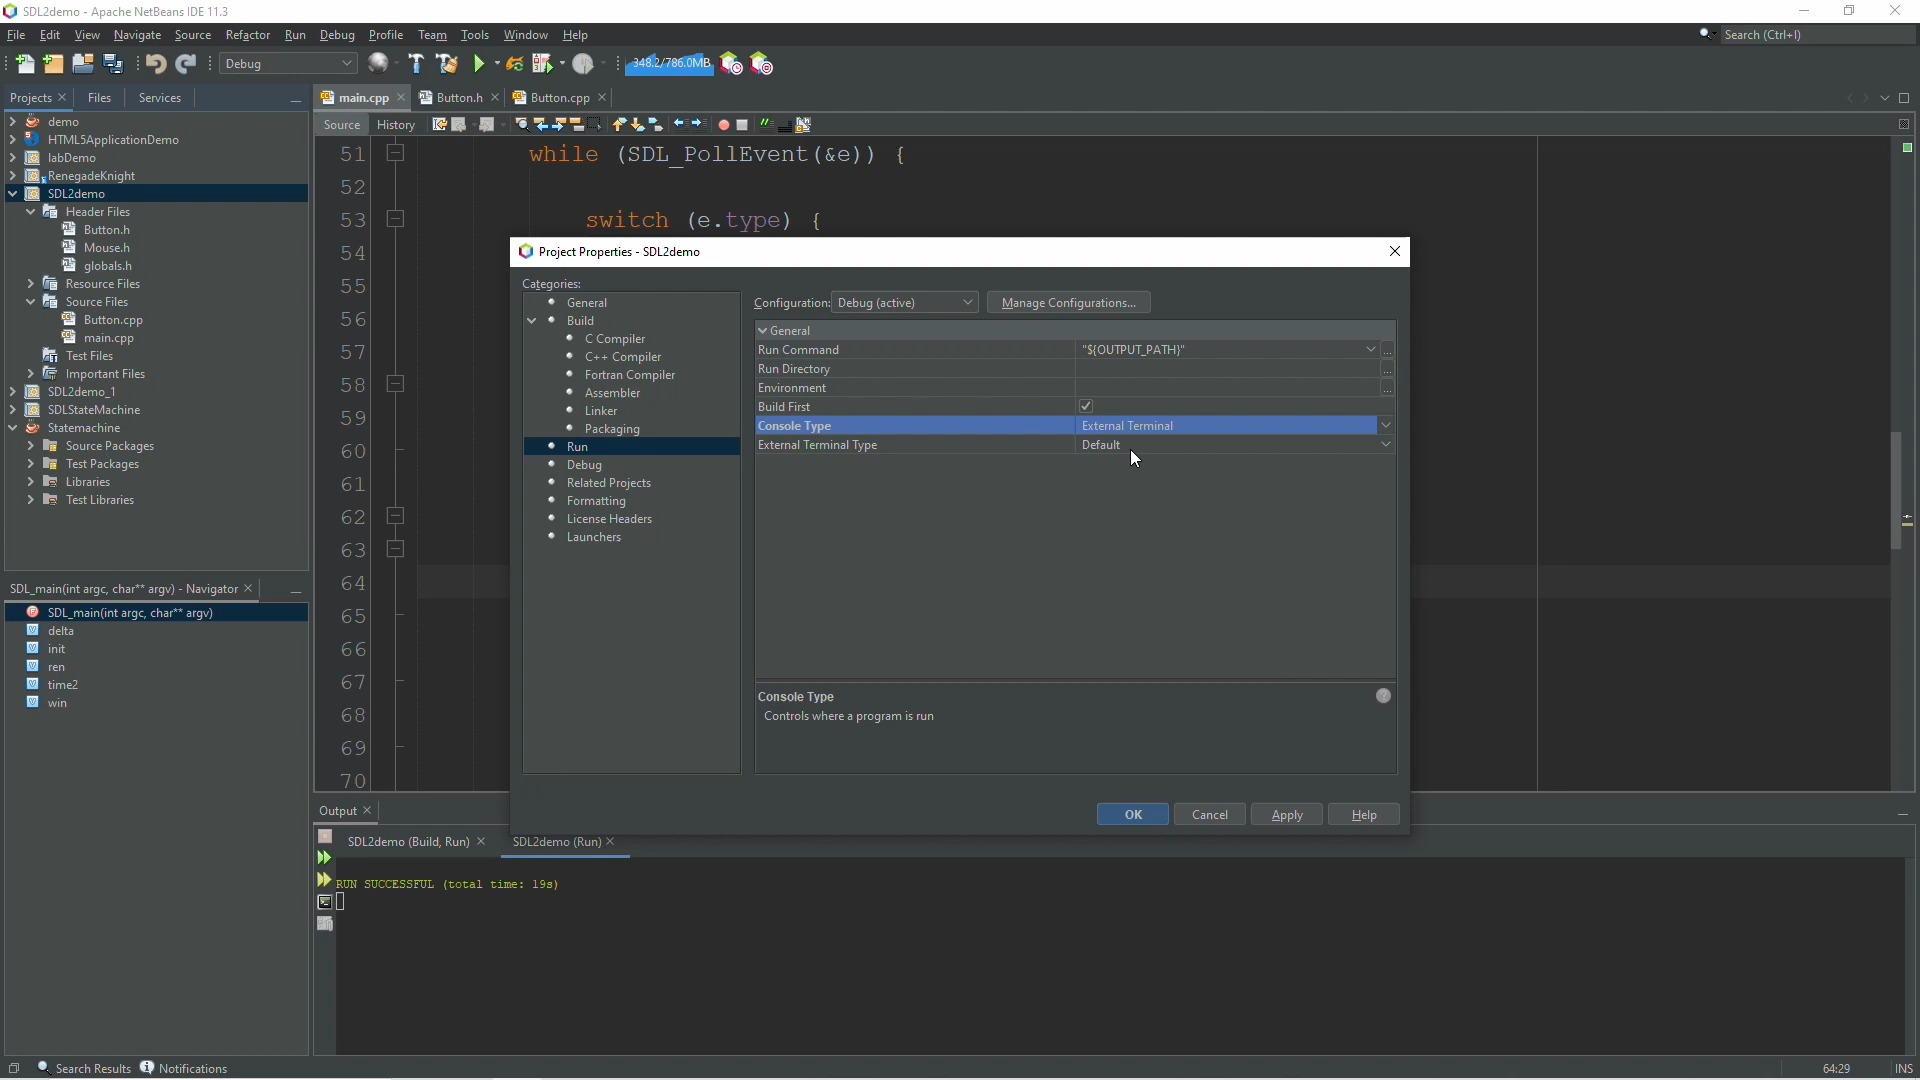 SDL2demo - Apache NetBeans IDE 11.3
File Edit View Navigate Source Refactor Run Debug Profile Team Tools Window Help
Search (Ctrl+I)
Debug
348.2/786.0MB
Projects Files Services
main.cpp Button.h Button.cpp
demo
HTML5ApplicationDemo
labDemo
RenegadeKnight
SDL2demo
Header Files
Button.h
Mouse.h
globals.h
Resource Files
Source Files
Button.cpp
main.cpp
Test Files
Important Files
SDL2demo_1
SDLStateMachine
Statemachine
Source Packages
Test Packages
Libraries
Test Libraries
SDL_main(int argc, char** argv) - Navigator
SDL_main(int argc, char** argv)
delta
init
ren
time2
win
Source History
51 while (SDL_PollEvent(&e)) {
52
53 switch (e.type) {
54
55
56
57
58
59
60
61
62
63
64
65
66
67
68
69
70
Project Properties - SDL2demo
Categories:
General
Build
C Compiler
C++ Compiler
Fortran Compiler
Assembler
Linker
Packaging
Run
Debug
Related Projects
Formatting
License Headers
Launchers
Configuration: Debug (active) Manage Configurations...
General
Run Command "${OUTPUT_PATH}" ...
Run Directory ...
Environment ...
Build First
Console Type External Terminal
External Terminal Type Default
Console Type
Controls where a program is run
OK Cancel Apply Help
Output
SDL2demo (Build, Run) SDL2demo (Run)
RUN SUCCESSFUL (total time: 19s)
Search Results Notifications
64:29 INS